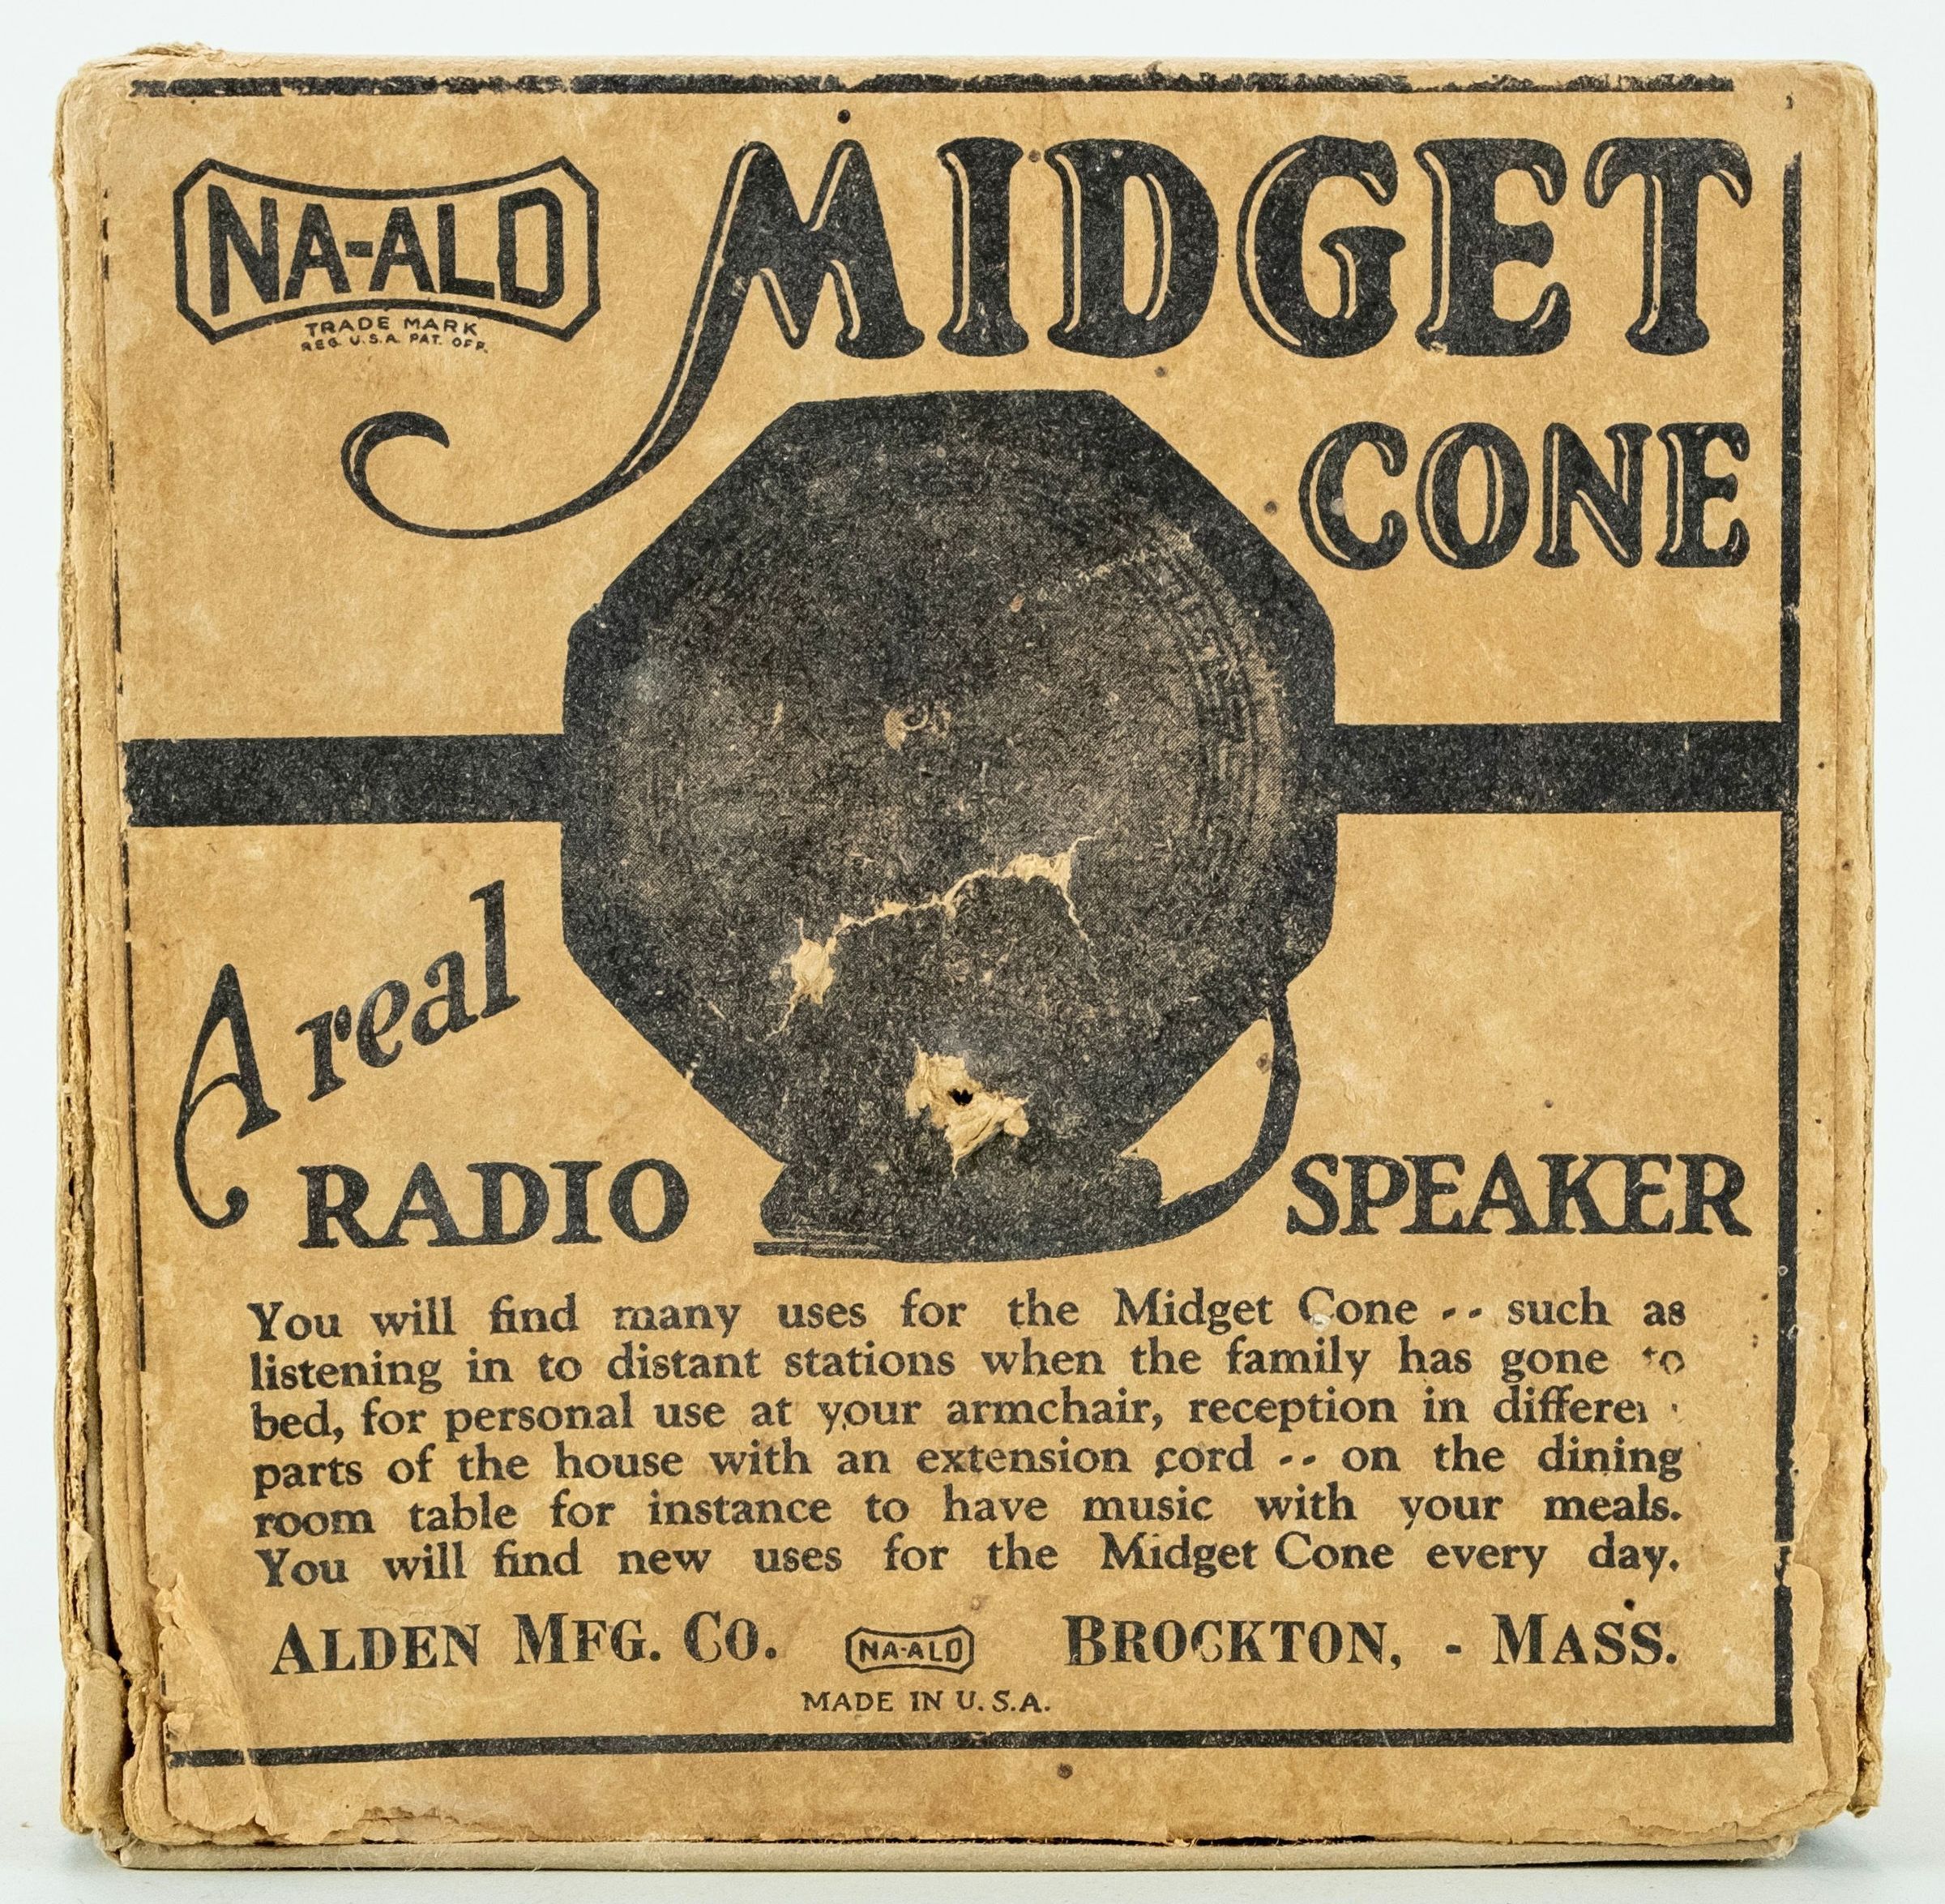 NA-ALD
TRADE MARK
REG. U.S.A. PAT. OFF.
MIDGET
CONE
A real
RADIO SPEAKER
You will find many uses for the Midget Cone -- such as
listening in to distant stations when the family has gone to
bed, for personal use at your armchair, reception in
parts of the house with an extension cord -- on the dining
room table for instance to have music with your meals.
You will find new uses for the Midget Cone every day.
ALDEN MFG. CO. NA-ALD BROCKTON, - MASS.
MADE IN U.S.A.